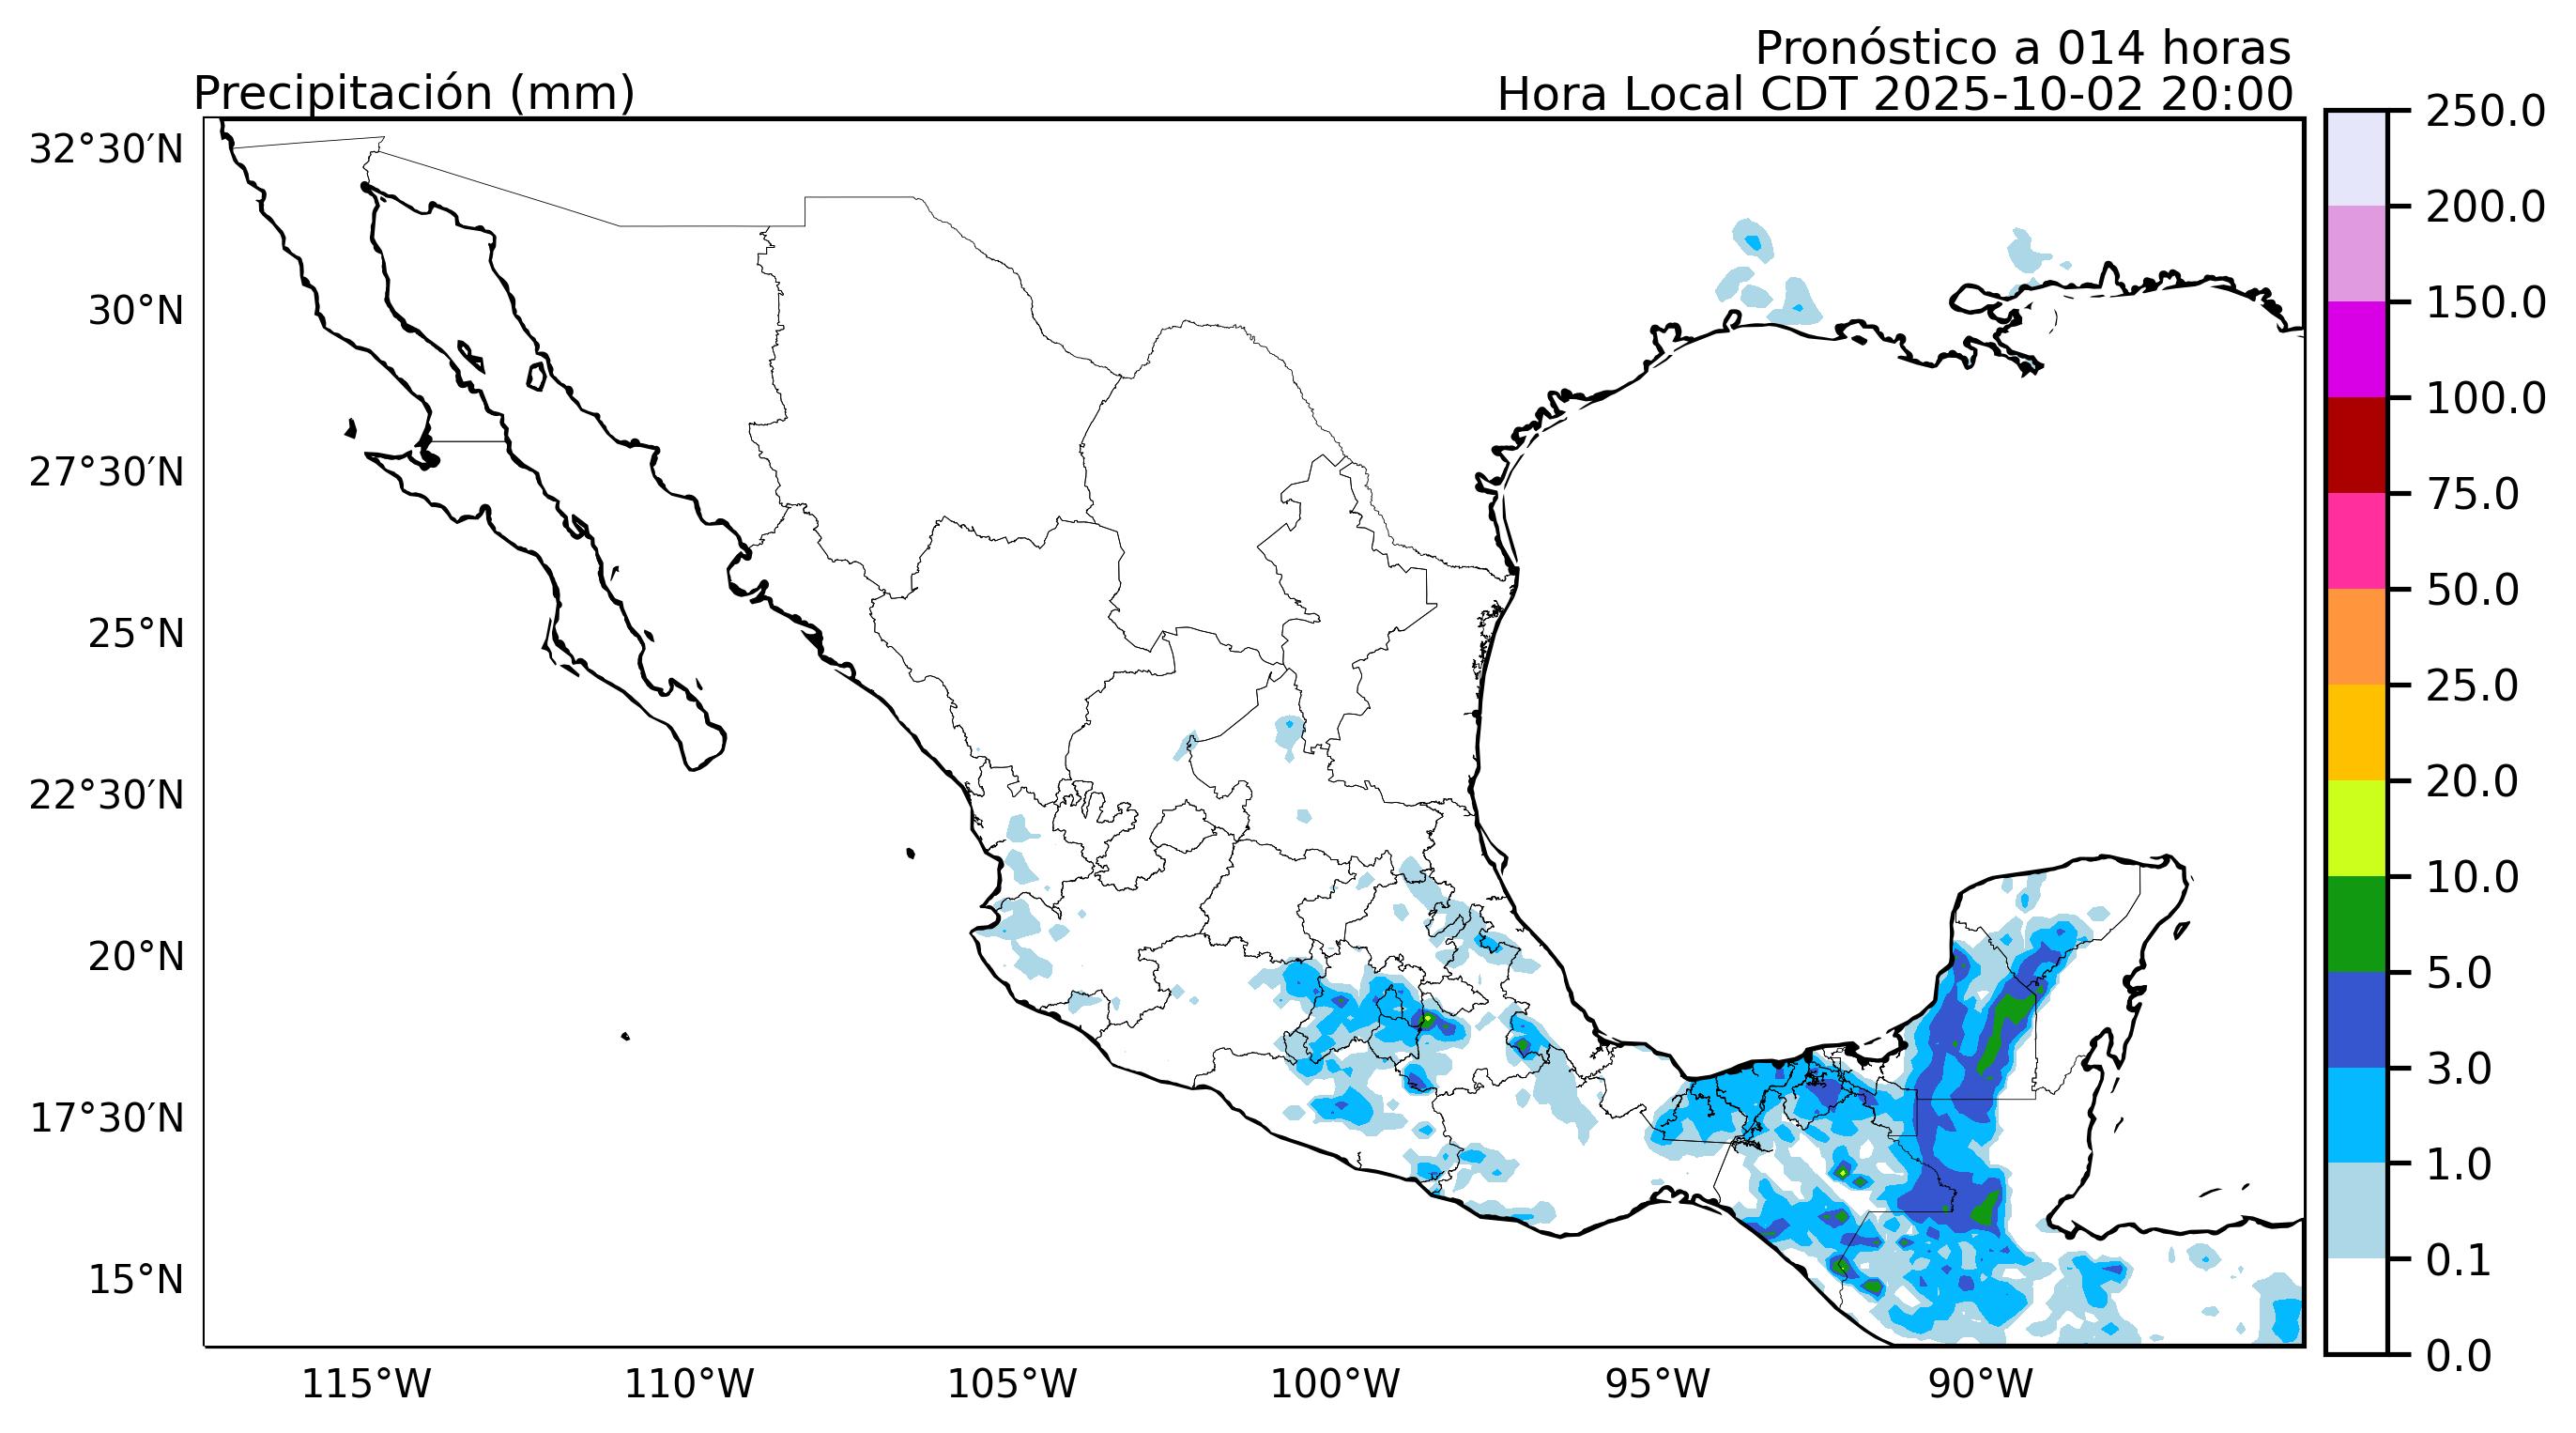 Pronóstico a 014 horas
Precipitación (mm)
Hora Local CDT 2025-10-02 20:00
32°30′N
30°N
27°30′N
25°N
22°30′N
20°N
17°30′N
15°N
115°W
110°W
105°W
100°W
95°W
90°W
250.0
200.0
150.0
100.0
75.0
50.0
25.0
20.0
10.0
5.0
3.0
1.0
0.1
0.0